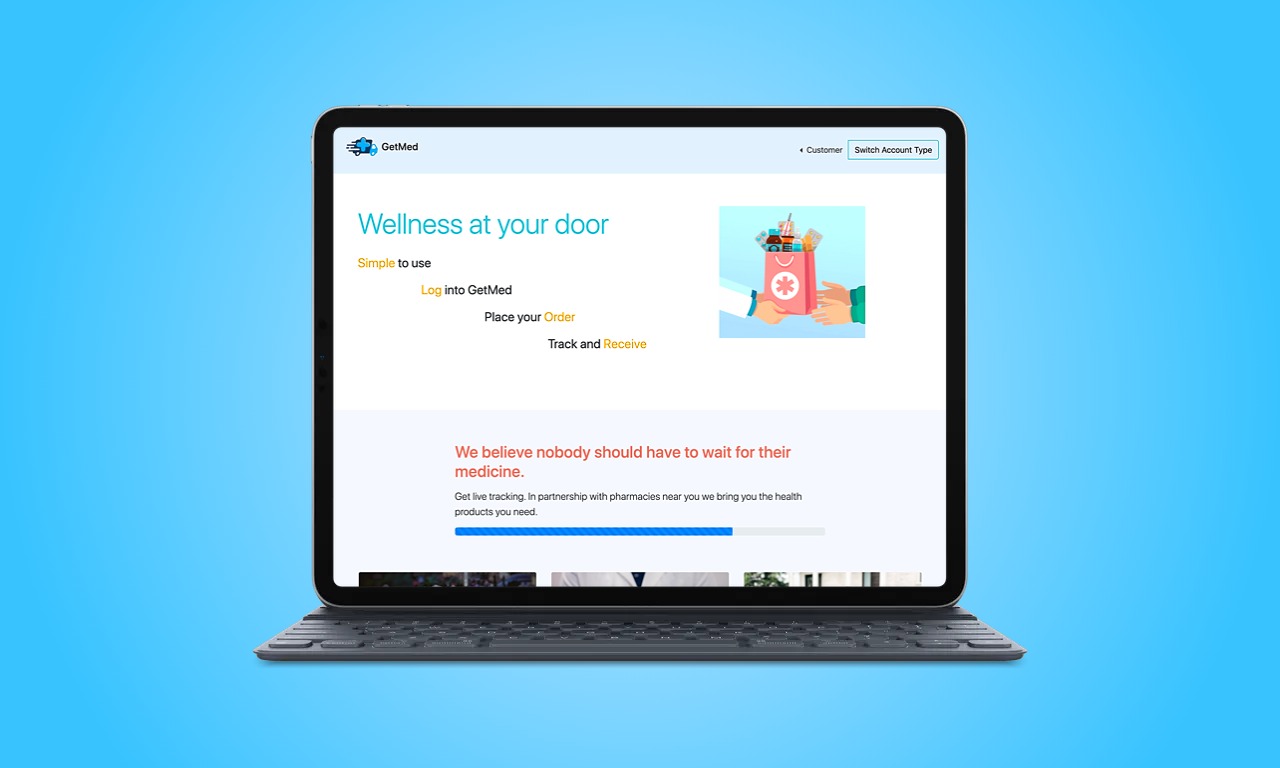 GetMed
Customer
Switch Account Type
Wellness at your door
Simple to use
Log into GetMed
Place your Order
Track and Receive
We believe nobody should have to wait for their
medicine.
Get live tracking. In partnership with pharmacies near you we bring you the health
products you need.